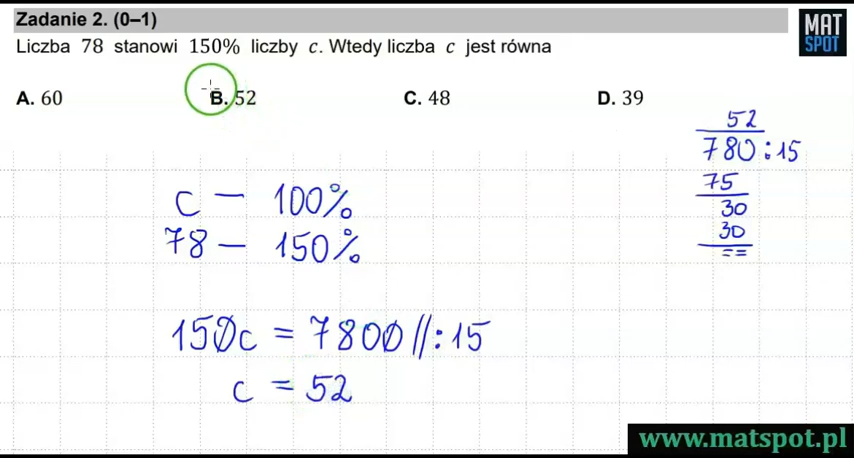 Zadanie 2. (0–1)
MAT
SPOT
Liczba 78 stanowi 150% liczby c. Wtedy liczba c jest równa
A. 60 B. 52 C. 48 D. 39
52
780 : 15
75
30
30
==
c – 100%
78 – 150%
150c = 7800 //:15
c = 52
www.matspot.pl